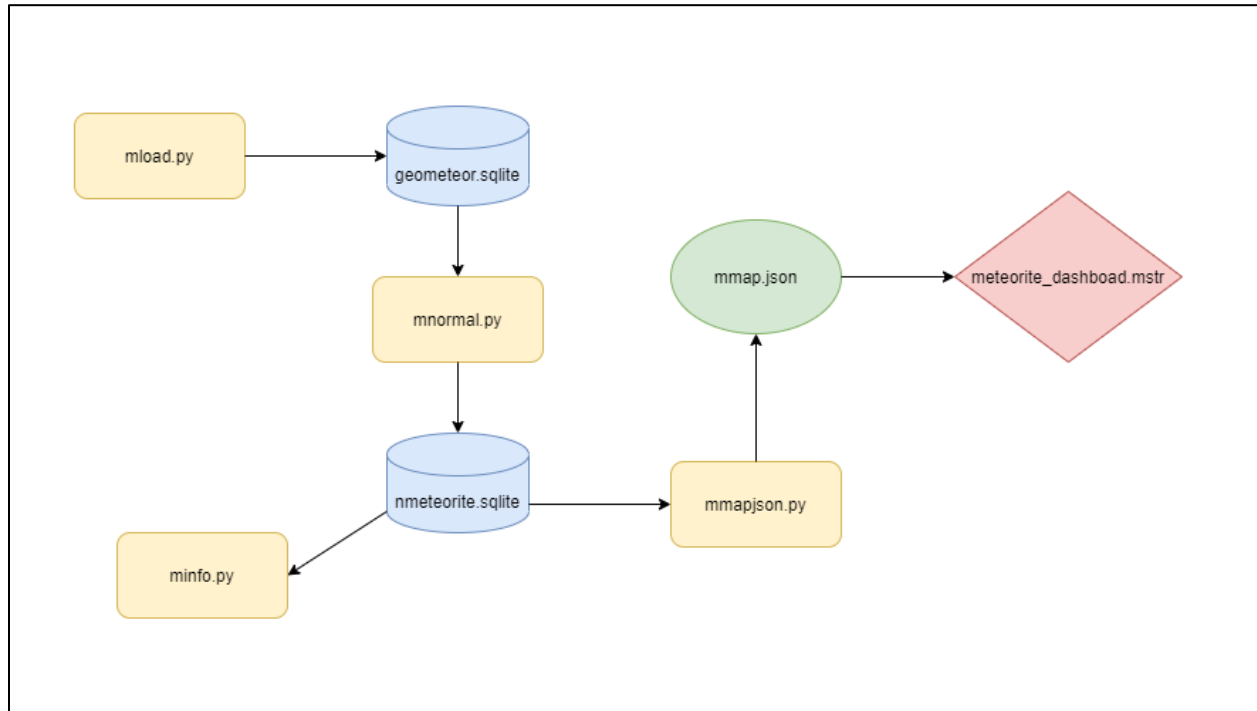 mload.py
geometeor.sqlite
mnormal.py
mmap.json
meteorite_dashboad.mstr
nmeteorite.sqlite
mmapjson.py
minfo.py